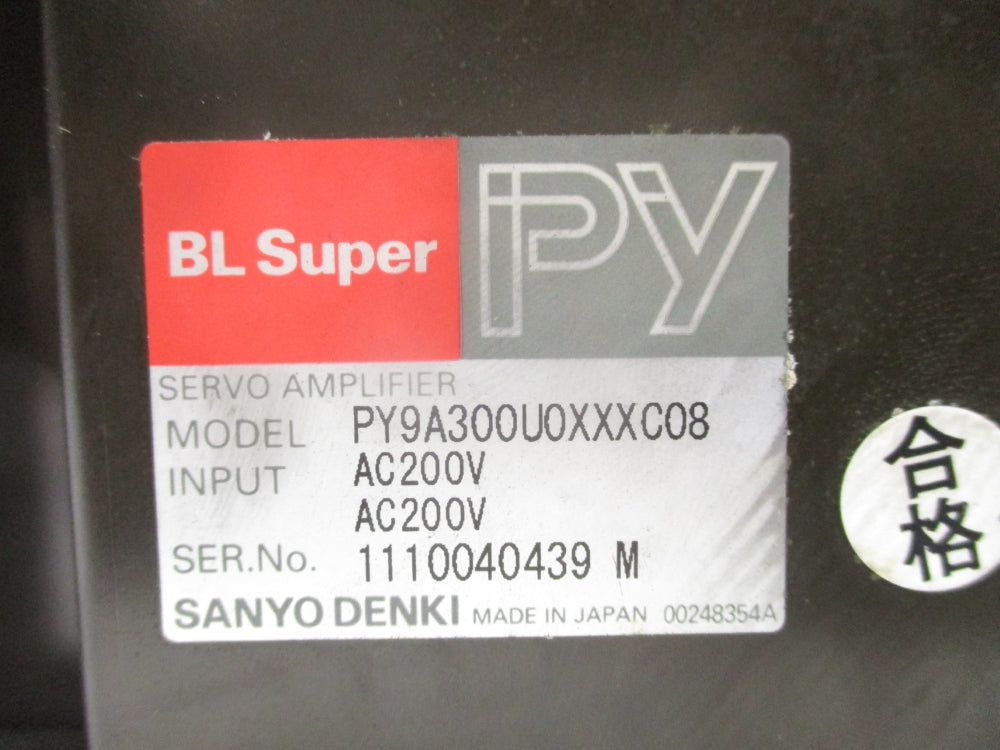 BL Super
PY
SERVO AMPLIFIER
MODEL PY9A300U0XXXC08
INPUT AC200V
AC200V
SER.No. 1110040439 M
SANYO DENKI MADE IN JAPAN 00248354A
合
格